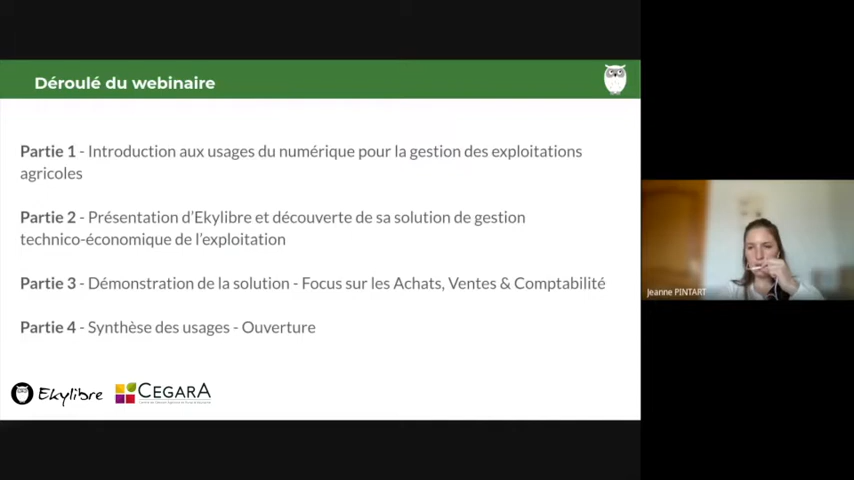 Déroulé du webinaire
Partie 1 - Introduction aux usages du numérique pour la gestion des exploitations
agricoles
Partie 2 - Présentation d'Ekylibre et découverte de sa solution de gestion
technico-économique de l'exploitation
Partie 3 - Démonstration de la solution - Focus sur les Achats, Ventes & Comptabilité
Partie 4 - Synthèse des usages - Ouverture
Ekylibre
CEGARA
Jeanne PINTART